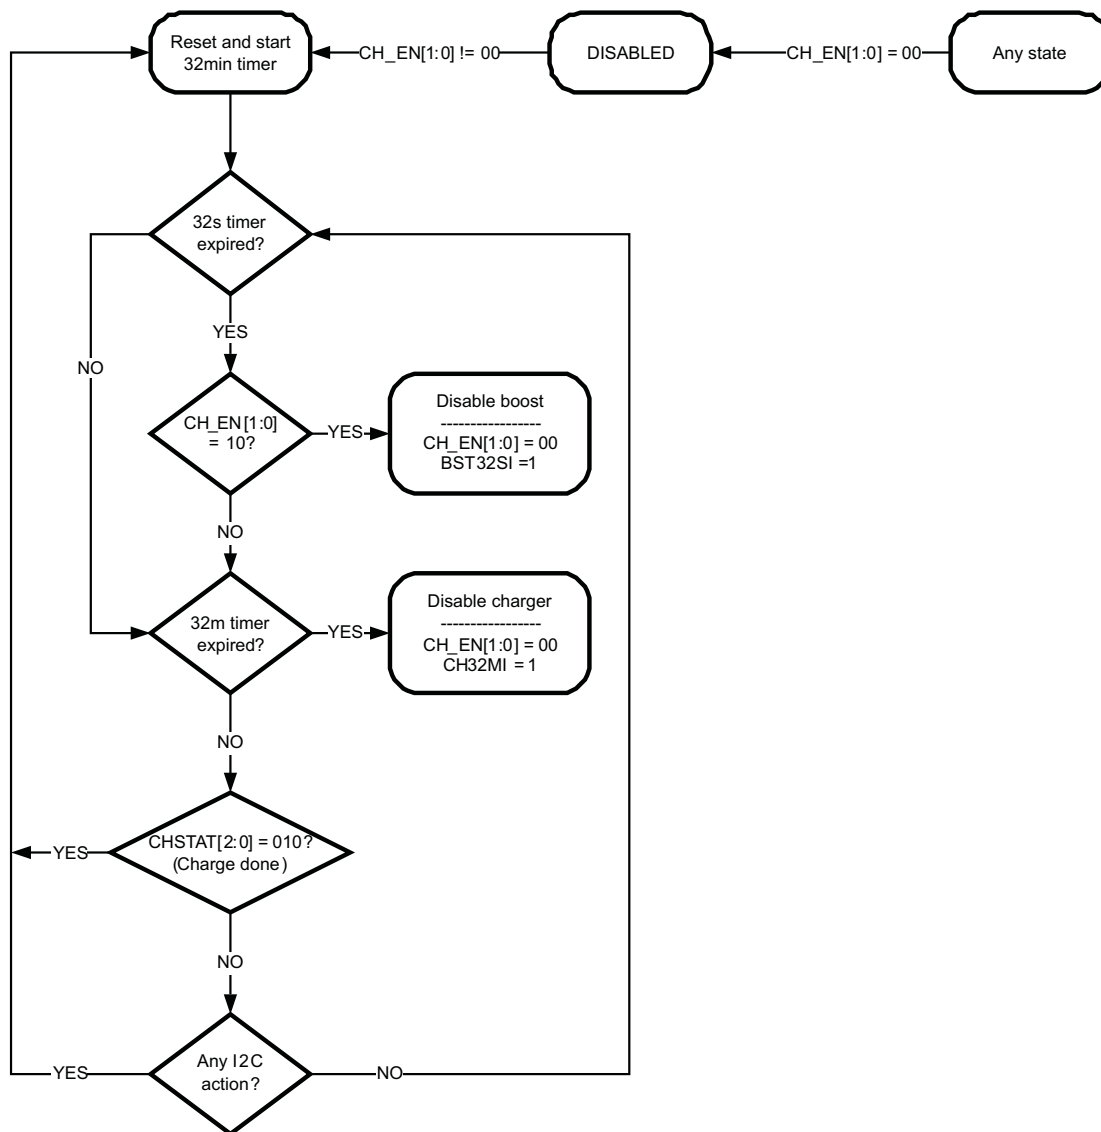 Reset and start
32min timer
CH_EN[1:0] != 00
DISABLED
CH_EN[1:0] = 00
Any state
32s timer
expired?
YES
NO
CH_EN[1:0]
= 10?
YES
Disable boost
-----------------
CH_EN[1:0] = 00
BST32SI =1
NO
32m timer
expired?
YES
Disable charger
-----------------
CH_EN[1:0] = 00
CH32MI = 1
NO
CHSTAT[2:0] = 010?
(Charge done)
YES
NO
Any I2C
action?
YES
NO